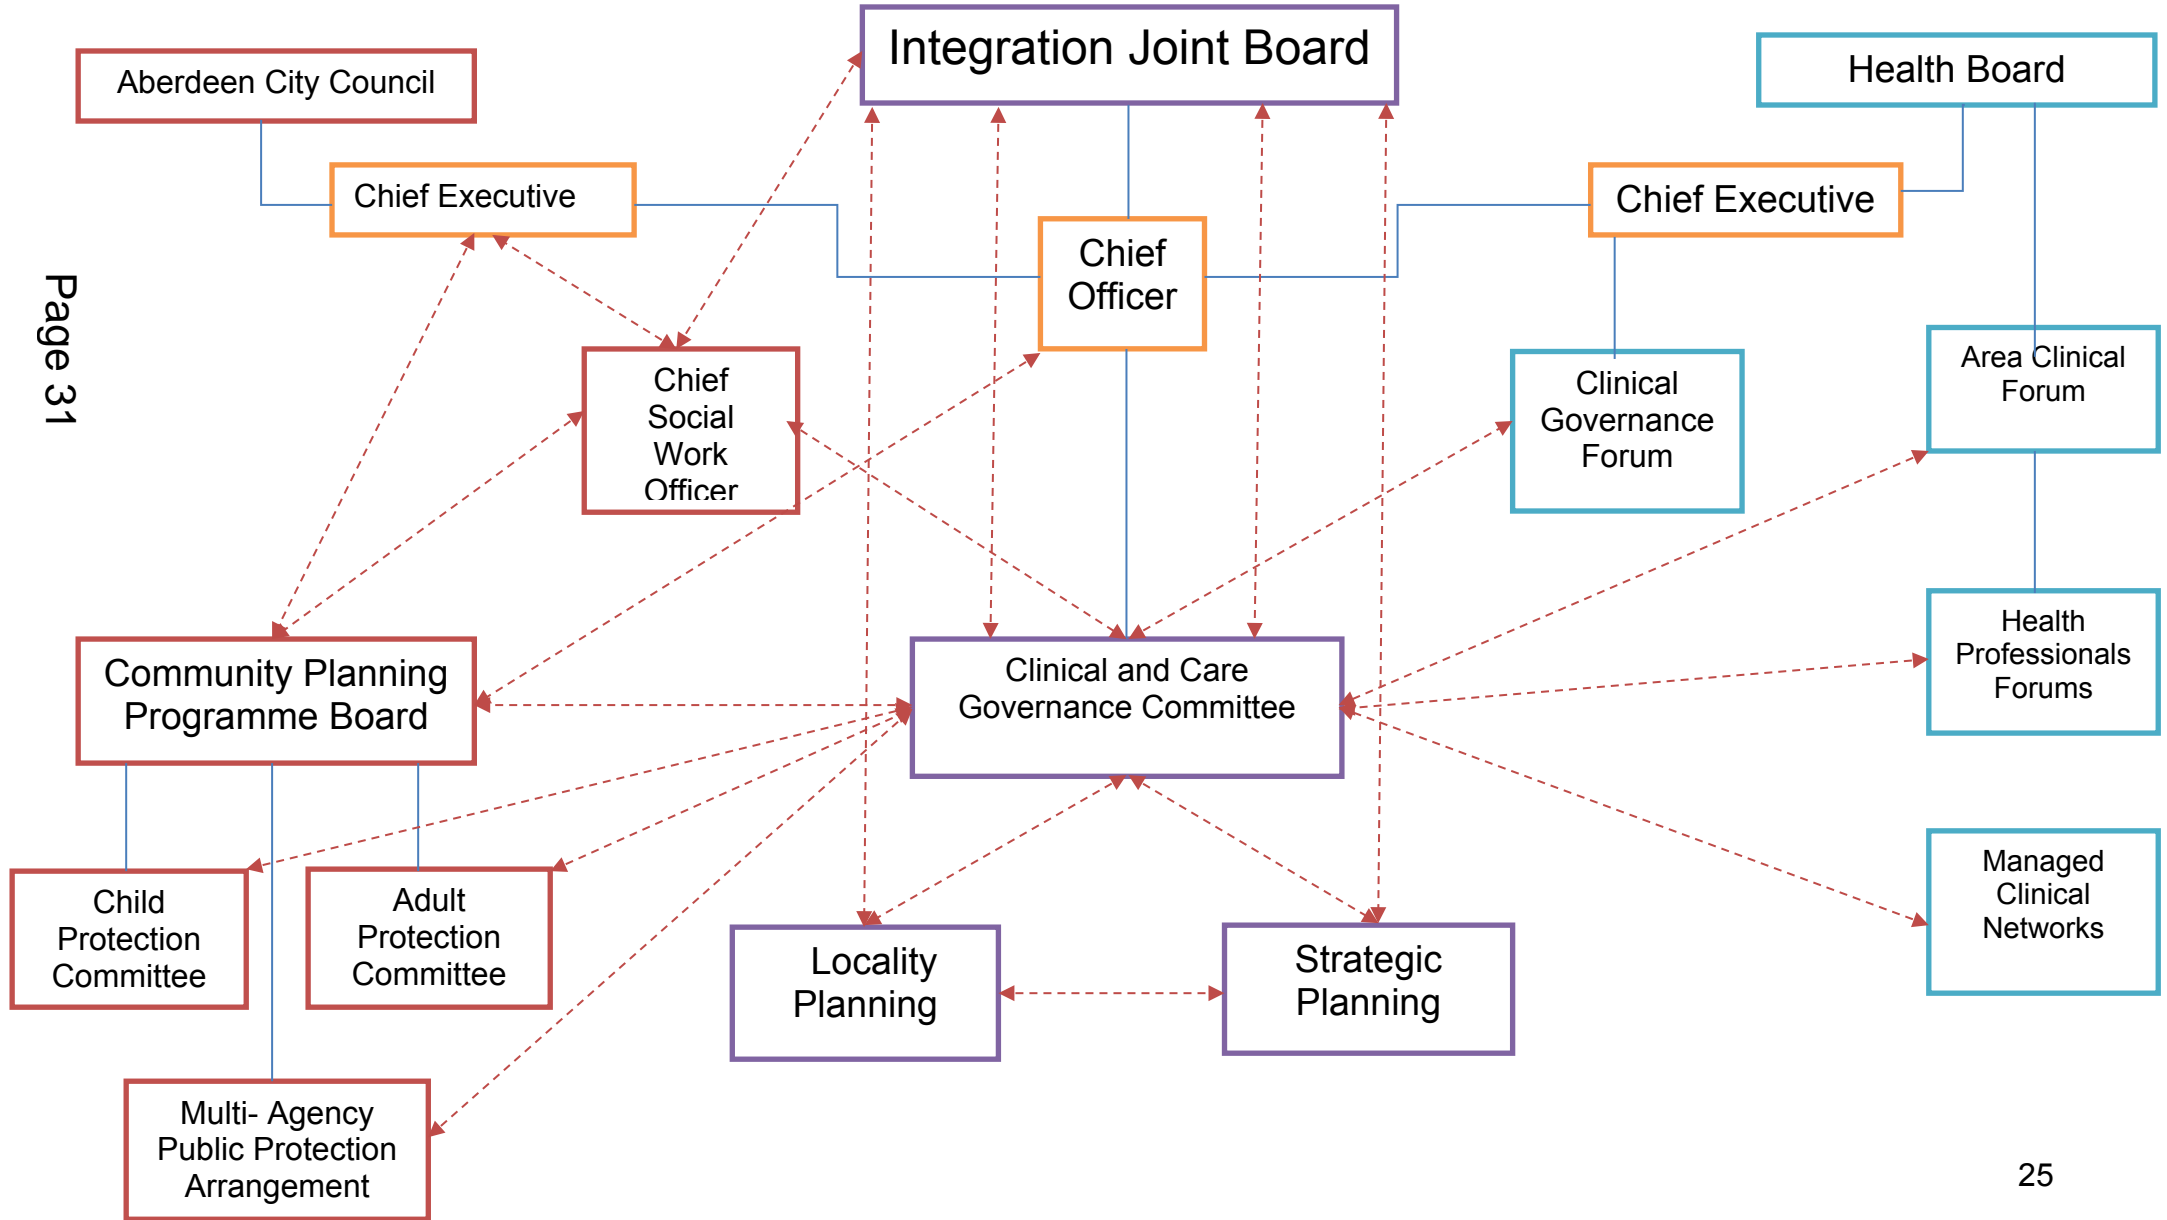 Integration Joint Board
Aberdeen City Council
Health Board
Chief Executive
Chief Executive
Chief
Officer
Page 31
Chief
Social
Work
Officer
Clinical
Governance
Forum
Area Clinical
Forum
Community Planning
Programme Board
Clinical and Care
Governance Committee
Health
Professionals
Forums
Child
Protection
Committee
Adult
Protection
Committee
Locality
Planning
Strategic
Planning
Managed
Clinical
Networks
Multi- Agency
Public Protection
Arrangement
25